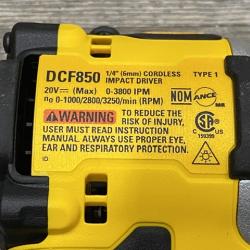 DCF850 1/4" (6mm) CORDLESS
IMPACT DRIVER TYPE 1
20V ⎓ (Max) 0-3800 IPM
n₀ 0-1000/2800/3250/min (RPM)
NOM ANCE
WARNING TO REDUCE THE
RISK OF INJURY,
USER MUST READ INSTRUCTION
MANUAL. ALWAYS USE PROPER EYE,
EAR AND RESPIRATORY PROTECTION.
159399
ID